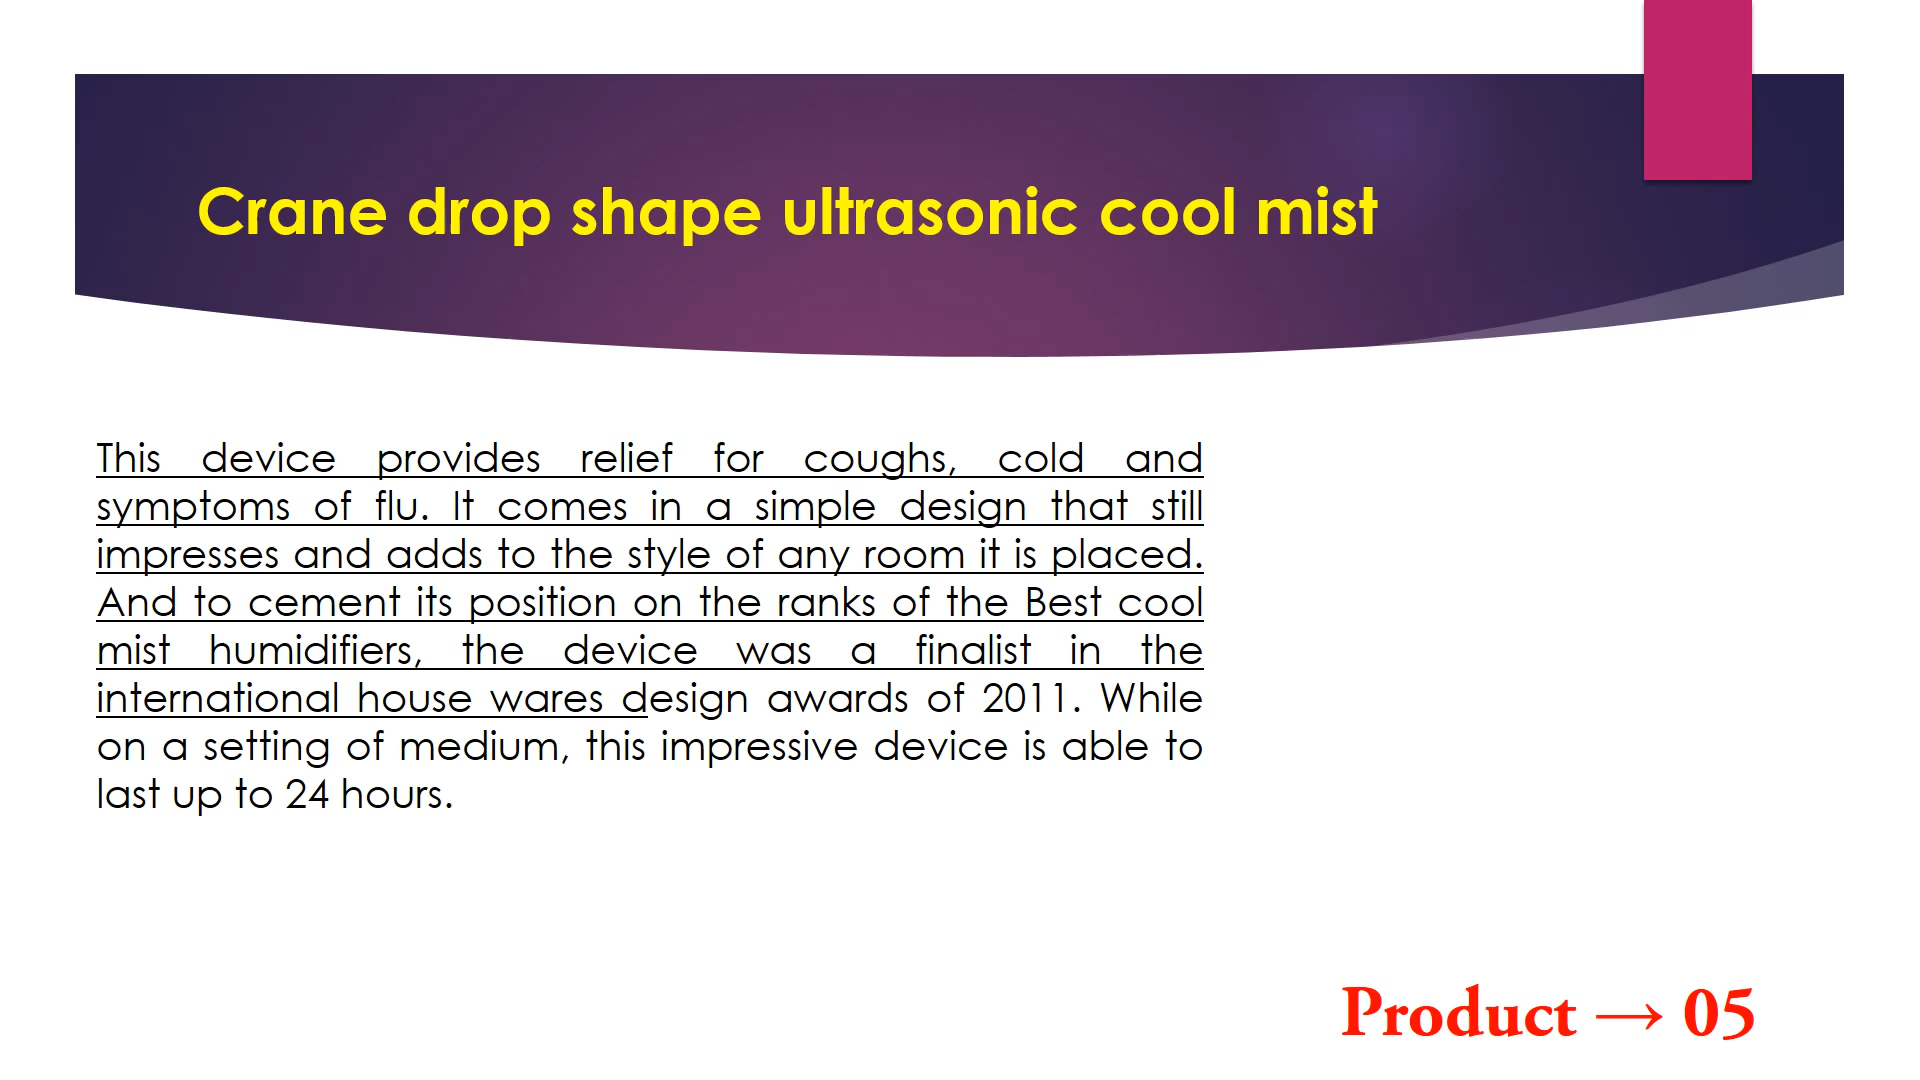 Crane drop shape ultrasonic cool mist
This device provides relief for coughs, cold and
symptoms of flu. It comes in a simple design that still
impresses and adds to the style of any room it is placed.
And to cement its position on the ranks of the Best cool
mist humidifiers, the device was a finalist in the
international house wares design awards of 2011. While
on a setting of medium, this impressive device is able to
last up to 24 hours.
Product → 05